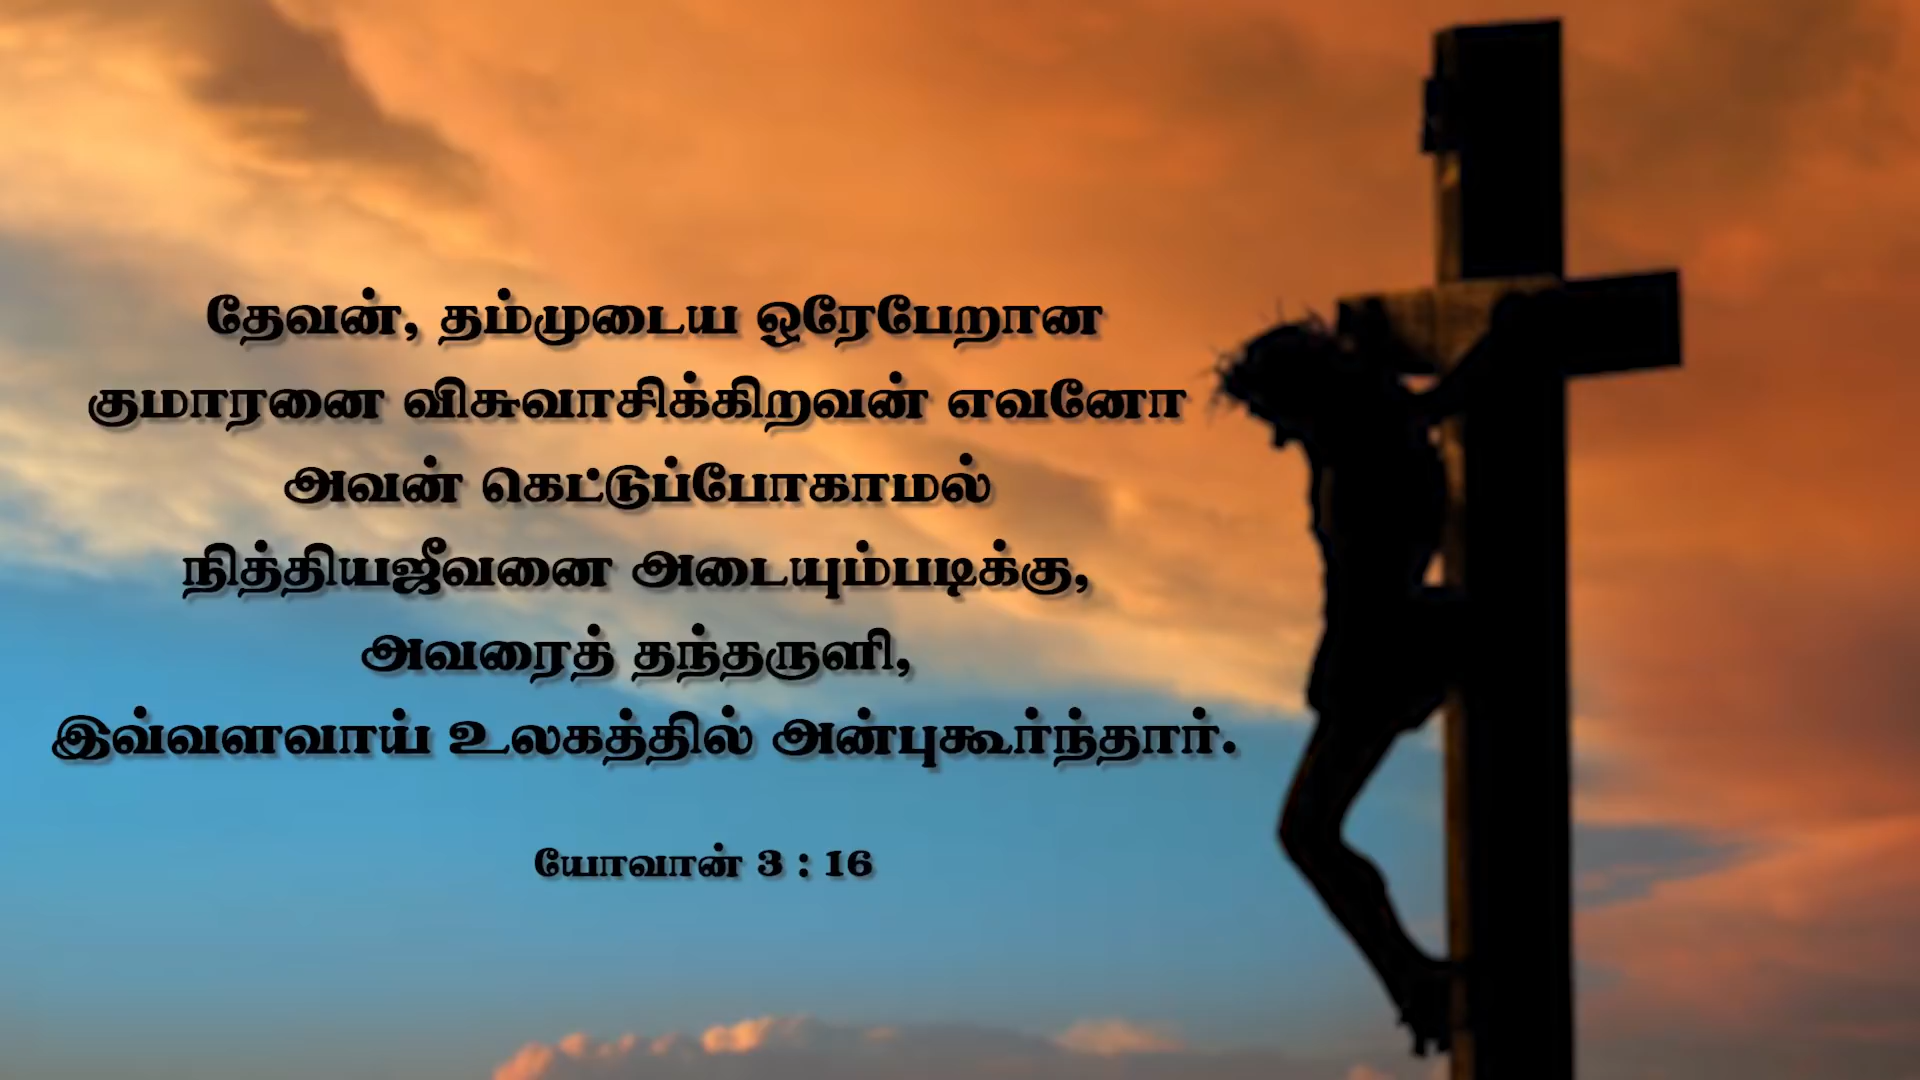 தேவன், தம்முடைய ஒரேபேறான
குமாரனை விசுவாசிக்கிறவன் எவனோ
அவன் கெட்டுப்போகாமல்
நித்தியஜீவனை அடையும்படிக்கு,
அவரைத் தந்தருளி,
இவ்வளவாய் உலகத்தில் அன்புகூர்ந்தார்.
யோவான் 3 : 16